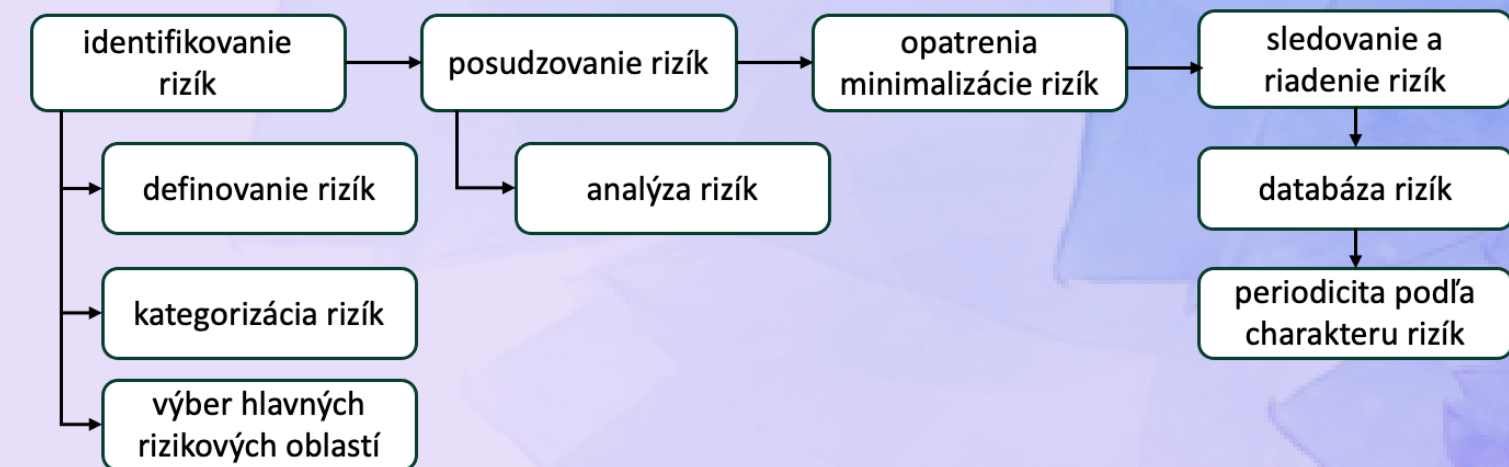 identifikovanie
rizík
posudzovanie rizík
opatrenia
minimalizácie rizík
sledovanie a
riadenie rizík
definovanie rizík
analýza rizík
databáza rizík
kategorizácia rizík
periodicita podľa
charakteru rizík
výber hlavných
rizikových oblastí